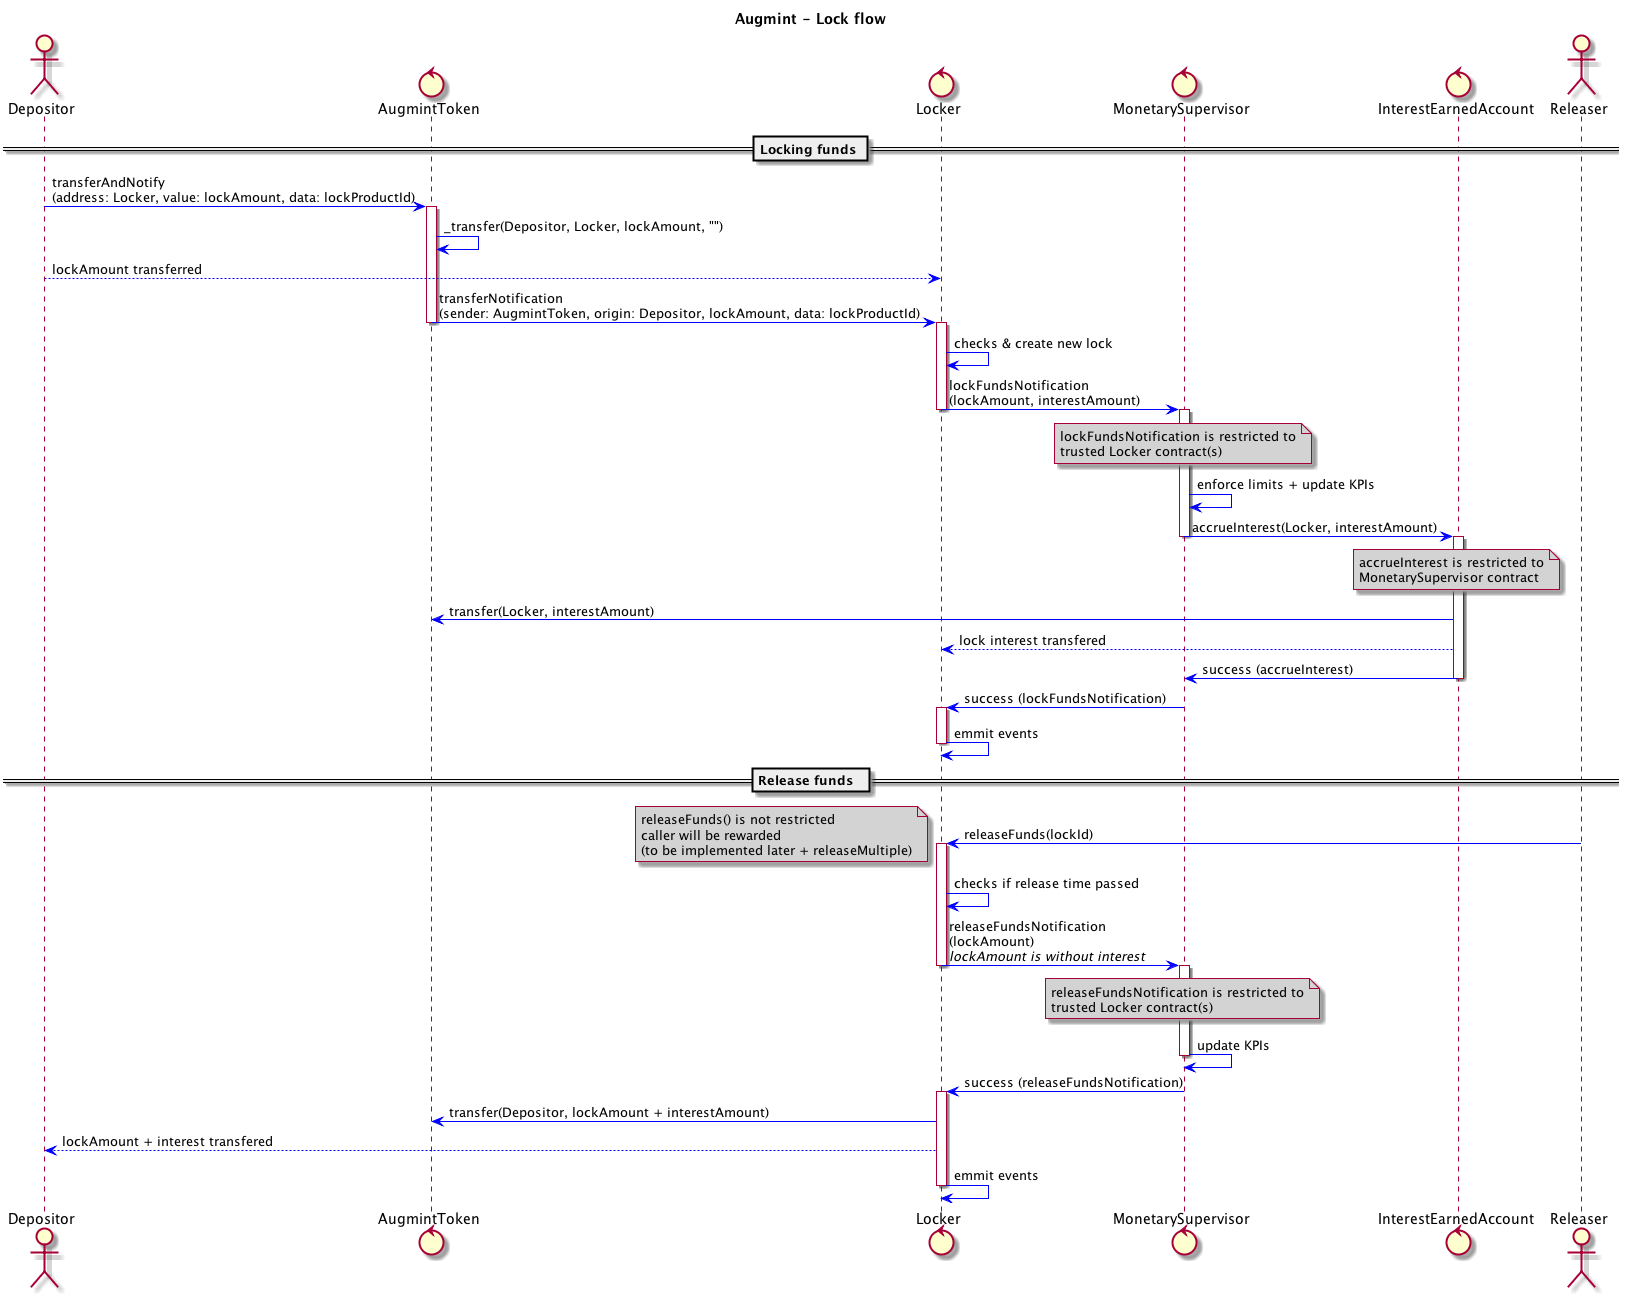 Augmint - Lock flow
Depositor
AugmintToken
Locker
MonetarySupervisor
InterestEarnedAccount
Releaser
Locking funds
transferAndNotify
(address: Locker, value: lockAmount, data: lockProductId)
_transfer(Depositor, Locker, lockAmount, "")
lockAmount transferred
transferNotification
(sender: AugmintToken, origin: Depositor, lockAmount, data: lockProductId)
checks & create new lock
lockFundsNotification
(lockAmount, interestAmount)
lockFundsNotification is restricted to
trusted Locker contract(s)
enforce limits + update KPIs
accrueInterest(Locker, interestAmount)
accrueInterest is restricted to
MonetarySupervisor contract
transfer(Locker, interestAmount)
lock interest transfered
success (accrueInterest)
success (lockFundsNotification)
emmit events
Release funds
releaseFunds() is not restricted
caller will be rewarded
(to be implemented later + releaseMultiple)
releaseFunds(lockId)
checks if release time passed
releaseFundsNotification
(lockAmount)
lockAmount is without interest
releaseFundsNotification is restricted to
trusted Locker contract(s)
update KPIs
success (releaseFundsNotification)
transfer(Depositor, lockAmount + interestAmount)
lockAmount + interest transfered
emmit events
Depositor
AugmintToken
Locker
MonetarySupervisor
InterestEarnedAccount
Releaser